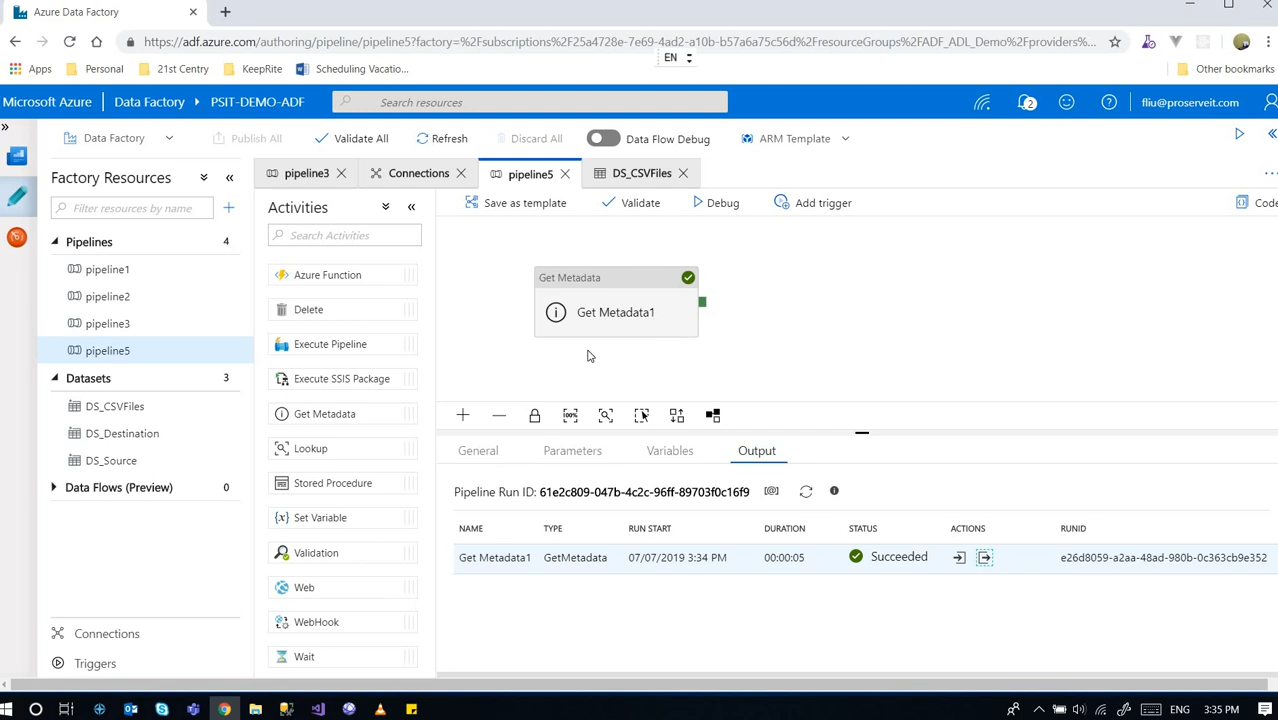 Azure Data Factory
https://adf.azure.com/authoring/pipeline/pipeline5?factory=%2Fsubscriptions%2F25a4728e-7e69-4ad2-a10b-b57a6a75c56d%2FresourceGroups%2FADF_ADL_Demo%2Fproviders%...
EN
Apps Personal 21st Centry KeepRite Scheduling Vacatio... Other bookmarks
Microsoft Azure Data Factory PSIT-DEMO-ADF Search resources 2 fliu@proserveit.com
Data Factory Publish All Validate All Refresh Discard All Data Flow Debug ARM Template
Factory Resources
Filter resources by name
Pipelines 4
pipeline1
pipeline2
pipeline3
pipeline5
Datasets 3
DS_CSVFiles
DS_Destination
DS_Source
Data Flows (Preview) 0
Connections
Triggers
pipeline3 Connections pipeline5 DS_CSVFiles
Activities
Search Activities
Azure Function
Delete
Execute Pipeline
Execute SSIS Package
Get Metadata
Lookup
Stored Procedure
Set Variable
Validation
Web
WebHook
Wait
Save as template Validate Debug Add trigger Code
Get Metadata
Get Metadata1
General Parameters Variables Output
Pipeline Run ID: 61e2c809-047b-4c2c-96ff-89703f0c16f9
NAME TYPE RUN START DURATION STATUS ACTIONS RUNID
Get Metadata1 GetMetadata 07/07/2019 3:34 PM 00:00:05 Succeeded e26d8059-a2aa-48ad-980b-0c363cb9e352
ENG 3:35 PM